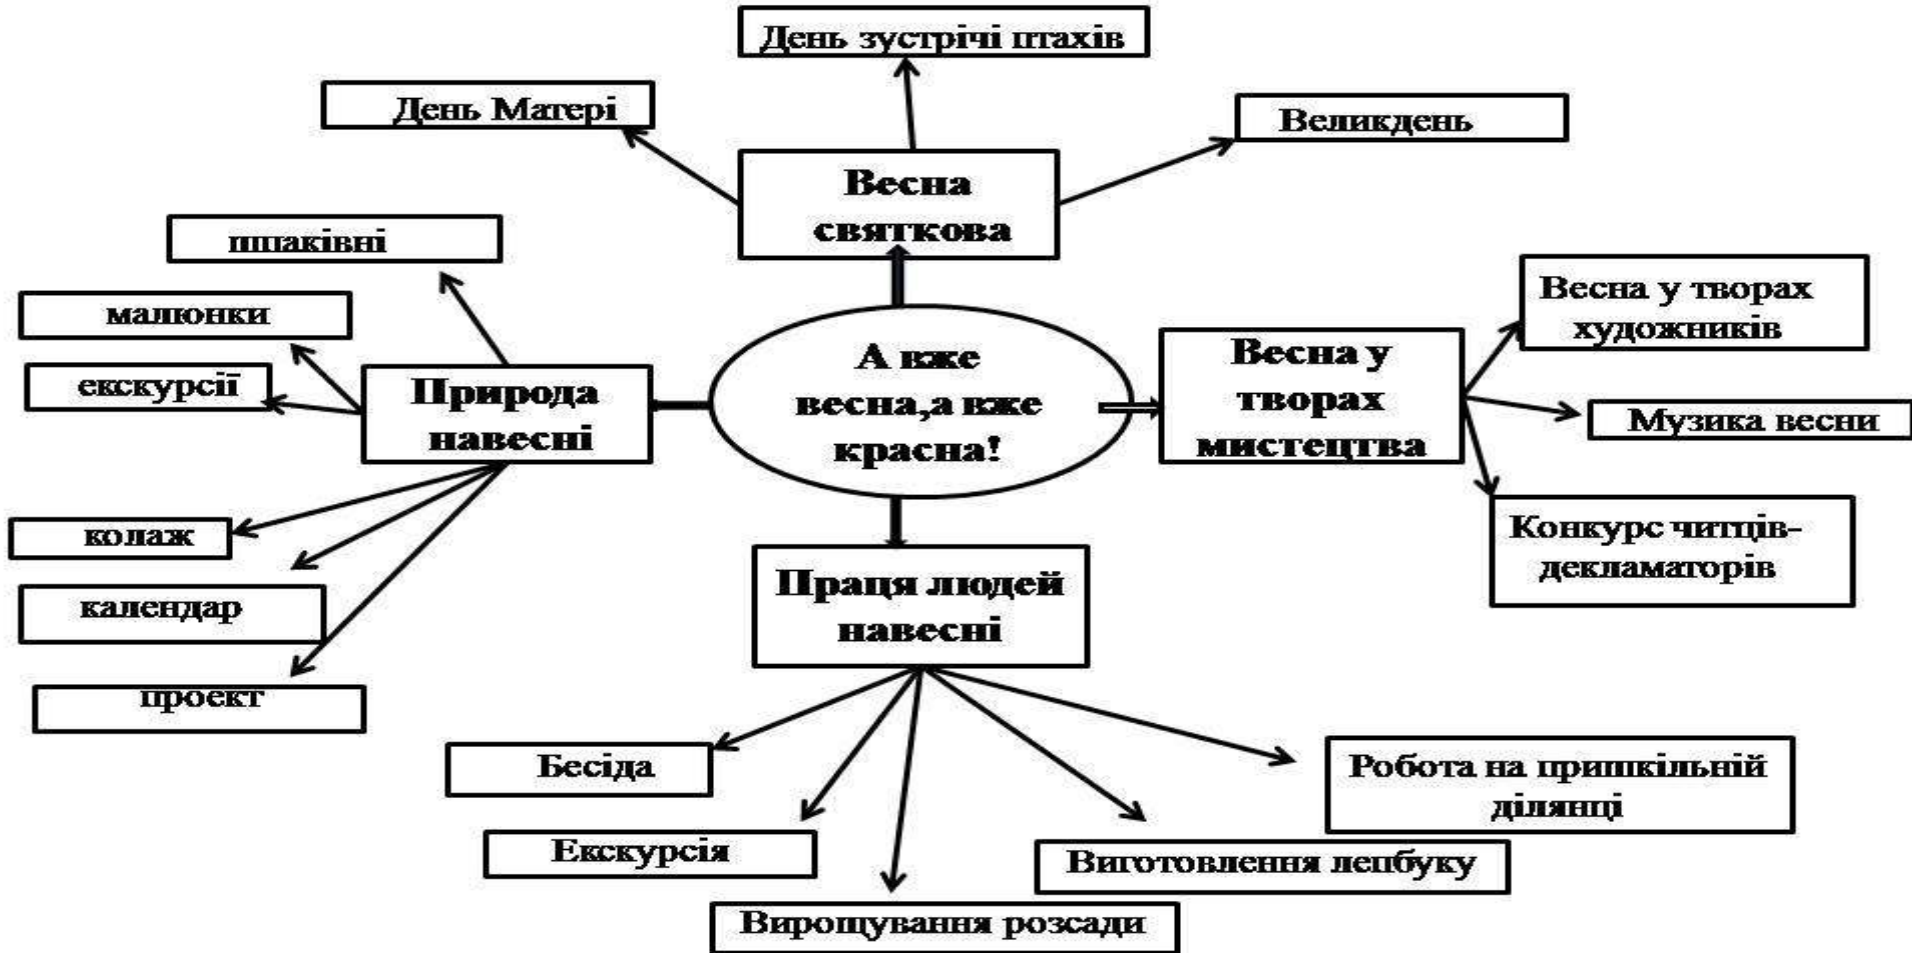 День зустрічі птахів
День Матері
Великдень
Весна
святкова
шпаківні
малюнки
екскурсії
Природа
навесні
колаж
календар
проект
А вже
весна,а вже
красна!
Весна у
творах
мистецтва
Весна у творах
художників
Музика весни
Конкурс читців-
декламаторів
Праця людей
навесні
Бесіда
Екскурсія
Вирощування розсади
Виготовлення лепбуку
Робота на пришкільній
ділянці